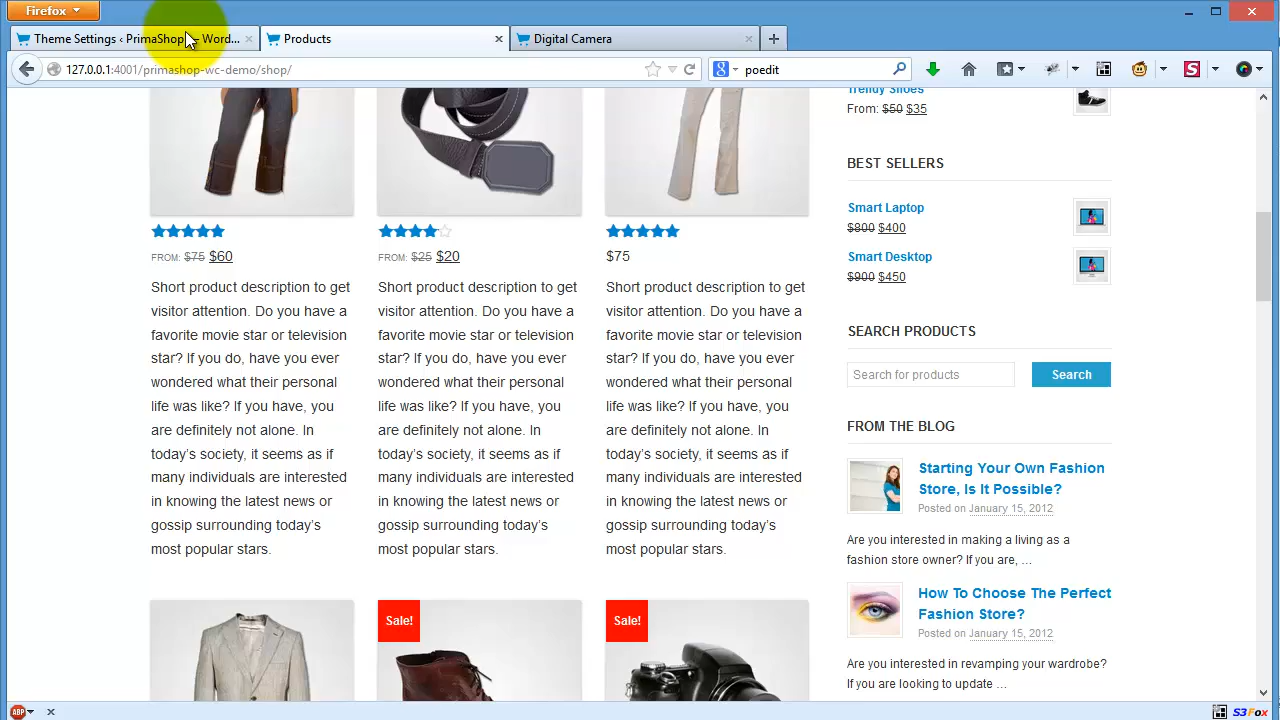 Firefox
Theme Settings ‹ PrimaShop — Word...
Products
Digital Camera
127.0.0.1:4001/primashop-wc-demo/shop/
poedit
FROM: $75 $60
FROM: $25 $20
$75
Short product description to get
visitor attention. Do you have a
favorite movie star or television
star? If you do, have you ever
wondered what their personal
life was like? If you have, you
are definitely not alone. In
today’s society, it seems as if
many individuals are interested
in knowing the latest news or
gossip surrounding today’s
most popular stars.
Short product description to get
visitor attention. Do you have a
favorite movie star or television
star? If you do, have you ever
wondered what their personal
life was like? If you have, you
are definitely not alone. In
today’s society, it seems as if
many individuals are interested
in knowing the latest news or
gossip surrounding today’s
most popular stars.
Short product description to get
visitor attention. Do you have a
favorite movie star or television
star? If you do, have you ever
wondered what their personal
life was like? If you have, you
are definitely not alone. In
today’s society, it seems as if
many individuals are interested
in knowing the latest news or
gossip surrounding today’s
most popular stars.
Sale!
Sale!
Trendy Shoes
From: $50 $35
BEST SELLERS
Smart Laptop
$800 $400
Smart Desktop
$900 $450
SEARCH PRODUCTS
Search for products
Search
FROM THE BLOG
Starting Your Own Fashion
Store, Is It Possible?
Posted on January 15, 2012
Are you interested in making a living as a
fashion store owner? If you are, ...
How To Choose The Perfect
Fashion Store?
Posted on January 15, 2012
Are you interested in revamping your wardrobe?
If you are looking to update ...
ABP
S3Fox